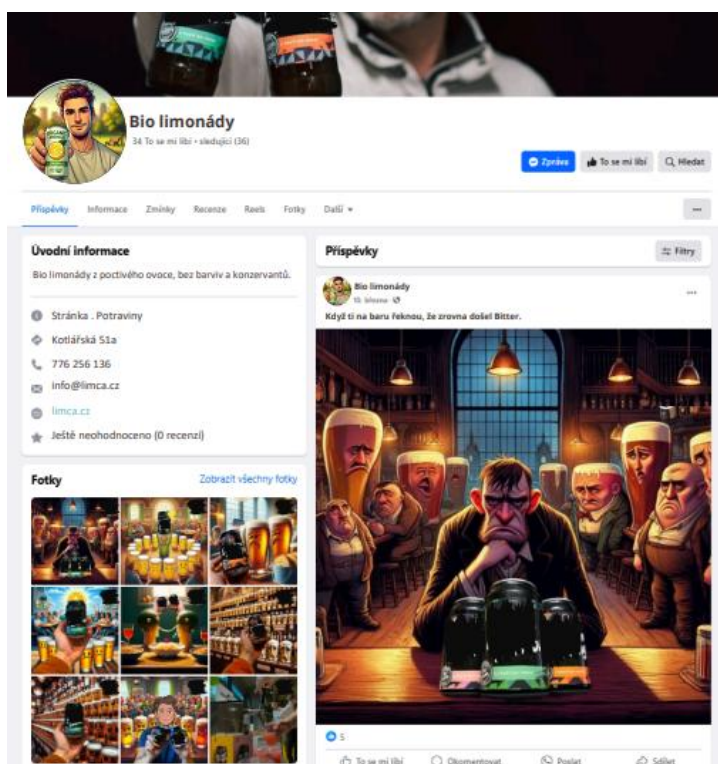 Bio limonády
34 To se mi líbí • sledující (36)
Zpráva
To se mi líbí
Hledat
Příspěvky
Informace
Zmínky
Recenze
Reels
Fotky
Další
Úvodní informace
Bio limonády z poctivého ovoce, bez barviv a konzervantů.
Stránka . Potraviny
Kotlářská 51a
776 256 136
info@limca.cz
limca.cz
Ještě neohodnoceno (0 recenzí)
Fotky
Zobrazit všechny fotky
Příspěvky
Filtry
Bio limonády
10. března
Když ti na baru řeknou, že zrovna došel Bitter.
5
To se mi líbí
Okomentovat
Poslat
Sdílet